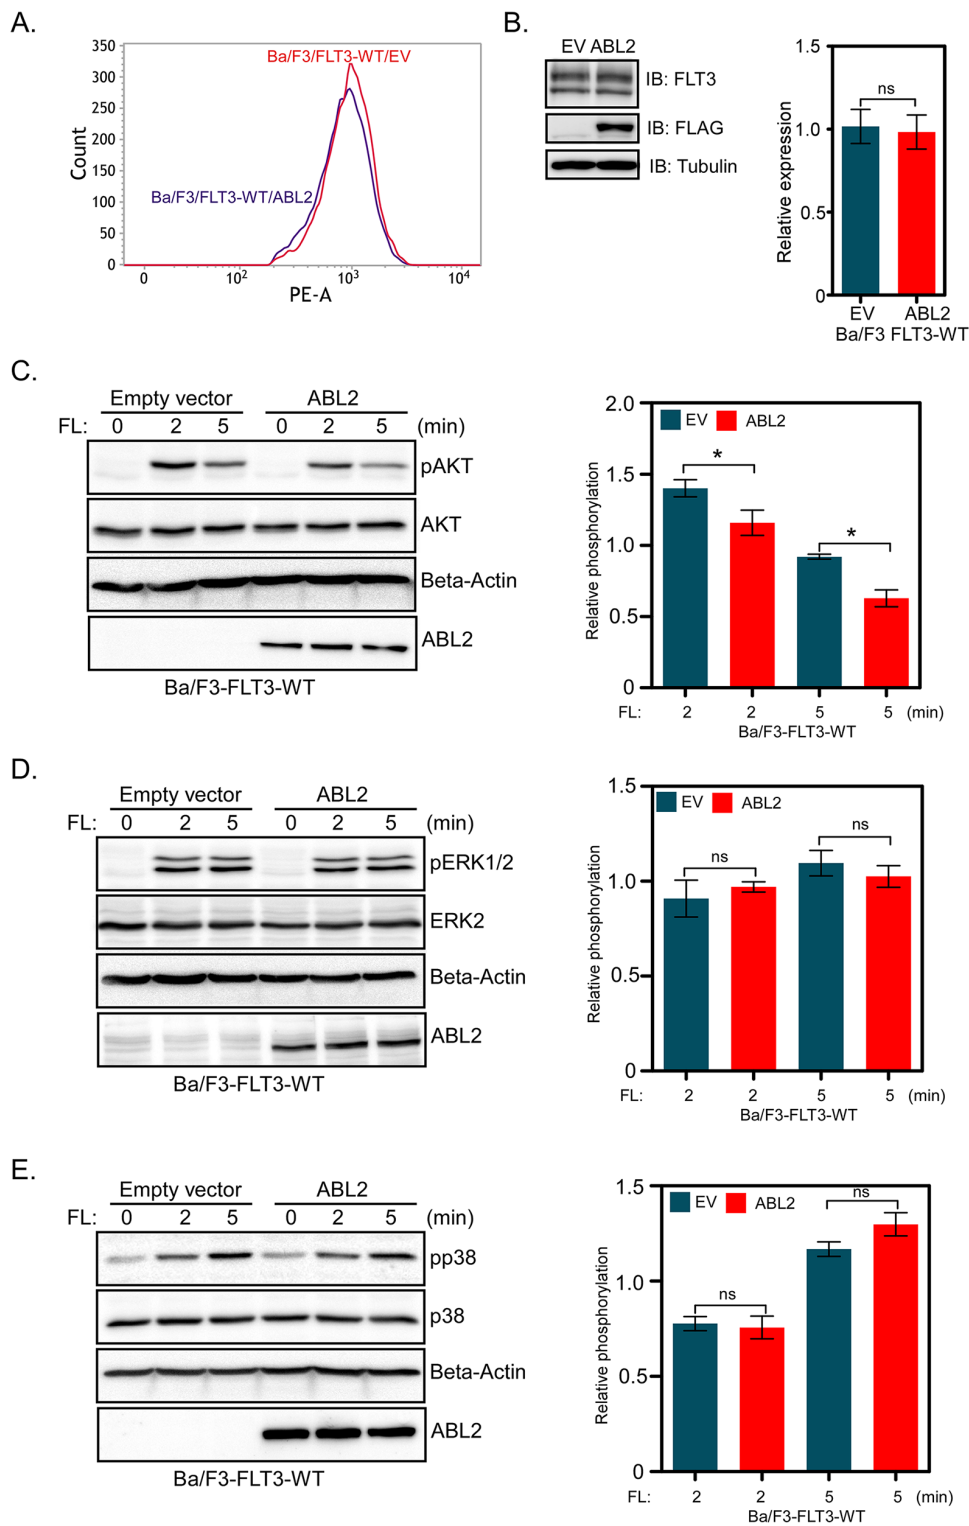 A.
350
300
250
200
150
100
50
0
Count
Ba/F3/FLT3-WT/EV
Ba/F3/FLT3-WT/ABL2
0 10² 10³ 10⁴
PE-A
B.
EV ABL2
IB: FLT3
IB: FLAG
IB: Tubulin
1.5
1.0
0.5
0
Relative expression
ns
EV ABL2
Ba/F3 FLT3-WT
C.
Empty vector ABL2
FL: 0 2 5 0 2 5 (min)
pAKT
AKT
Beta-Actin
ABL2
Ba/F3-FLT3-WT
2.0
1.5
1.0
0.5
0
Relative phosphorylation
EV ABL2
*
*
FL: 2 2 5 5 (min)
Ba/F3-FLT3-WT
D.
Empty vector ABL2
FL: 0 2 5 0 2 5 (min)
pERK1/2
ERK2
Beta-Actin
ABL2
Ba/F3-FLT3-WT
1.5
1.0
0.5
0
Relative phosphorylation
EV ABL2
ns
ns
FL: 2 2 5 5 (min)
Ba/F3-FLT3-WT
E.
Empty vector ABL2
FL: 0 2 5 0 2 5 (min)
pp38
p38
Beta-Actin
ABL2
Ba/F3-FLT3-WT
1.5
1.0
0.5
0
Relative phosphorylation
EV ABL2
ns
ns
FL: 2 2 5 5 (min)
Ba/F3-FLT3-WT